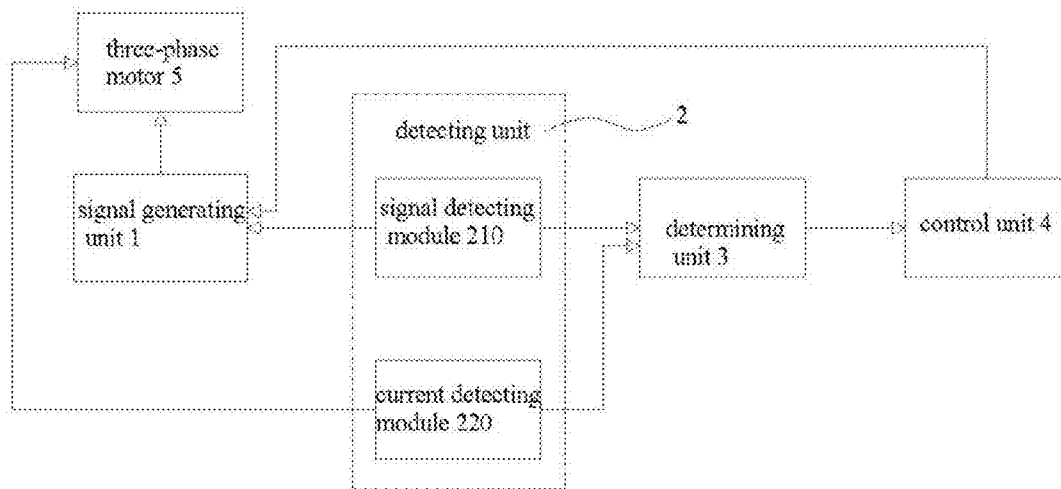 three-phase
motor 5
detecting unit
2
signal generating
unit 1
signal detecting
module 210
determining
unit 3
control unit 4
current detecting
module 220